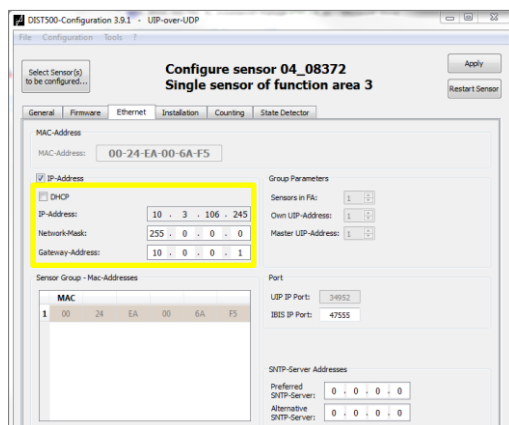 DIST500-Configuration 3.9.1 - UIP-over-UDP
File Configuration Tools ?
Select Sensor(s)
to be configured...
Configure sensor 04_08372
Single sensor of function area 3
Apply
Restart Sensor
General Firmware Ethernet Installation Counting State Detector
MAC-Address
MAC-Address: 00-24-EA-00-6A-F5
IP-Address
DHCP
IP-Address: 10 . 3 . 106 . 245
Network-Mask: 255 . 0 . 0 . 0
Gateway-Address: 10 . 0 . 0 . 1
Group Parameters
Sensors in FA: 1
Own UIP-Address: 1
Master UIP-Address: 1
Sensor Group - Mac-Addresses
MAC
1 00 24 EA 00 6A F5
Port
UIP IP Port: 34952
IBIS IP Port: 47555
SNTP-Server Addresses
Preferred
SNTP-Server: 0 . 0 . 0 . 0
Alternative
SNTP-Server: 0 . 0 . 0 . 0